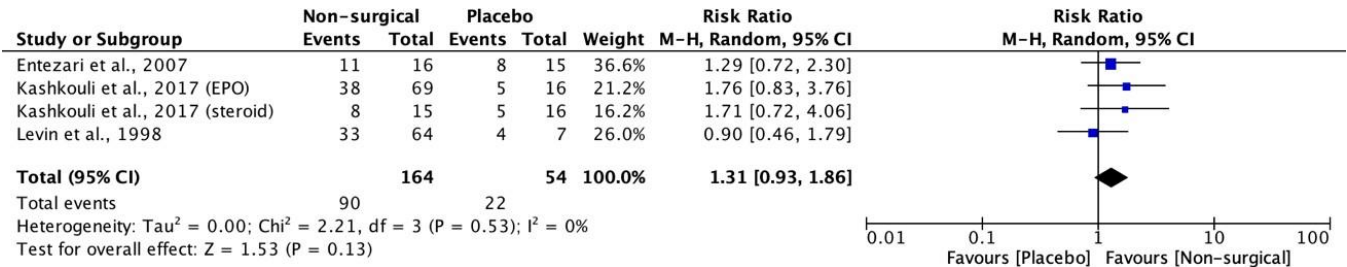 Non-surgical Placebo Risk Ratio Risk Ratio
Study or Subgroup Events Total Events Total Weight M-H, Random, 95% CI M-H, Random, 95% CI
Entezari et al., 2007 11 16 8 15 36.6% 1.29 [0.72, 2.30]
Kashkouli et al., 2017 (EPO) 38 69 5 16 21.2% 1.76 [0.83, 3.76]
Kashkouli et al., 2017 (steroid) 8 15 5 16 16.2% 1.71 [0.72, 4.06]
Levin et al., 1998 33 64 4 7 26.0% 0.90 [0.46, 1.79]
Total (95% CI) 164 54 100.0% 1.31 [0.93, 1.86]
Total events 90 22
Heterogeneity: Tau² = 0.00; Chi² = 2.21, df = 3 (P = 0.53); I² = 0%
Test for overall effect: Z = 1.53 (P = 0.13)
0.01 0.1 1 10 100
Favours [Placebo] Favours [Non-surgical]